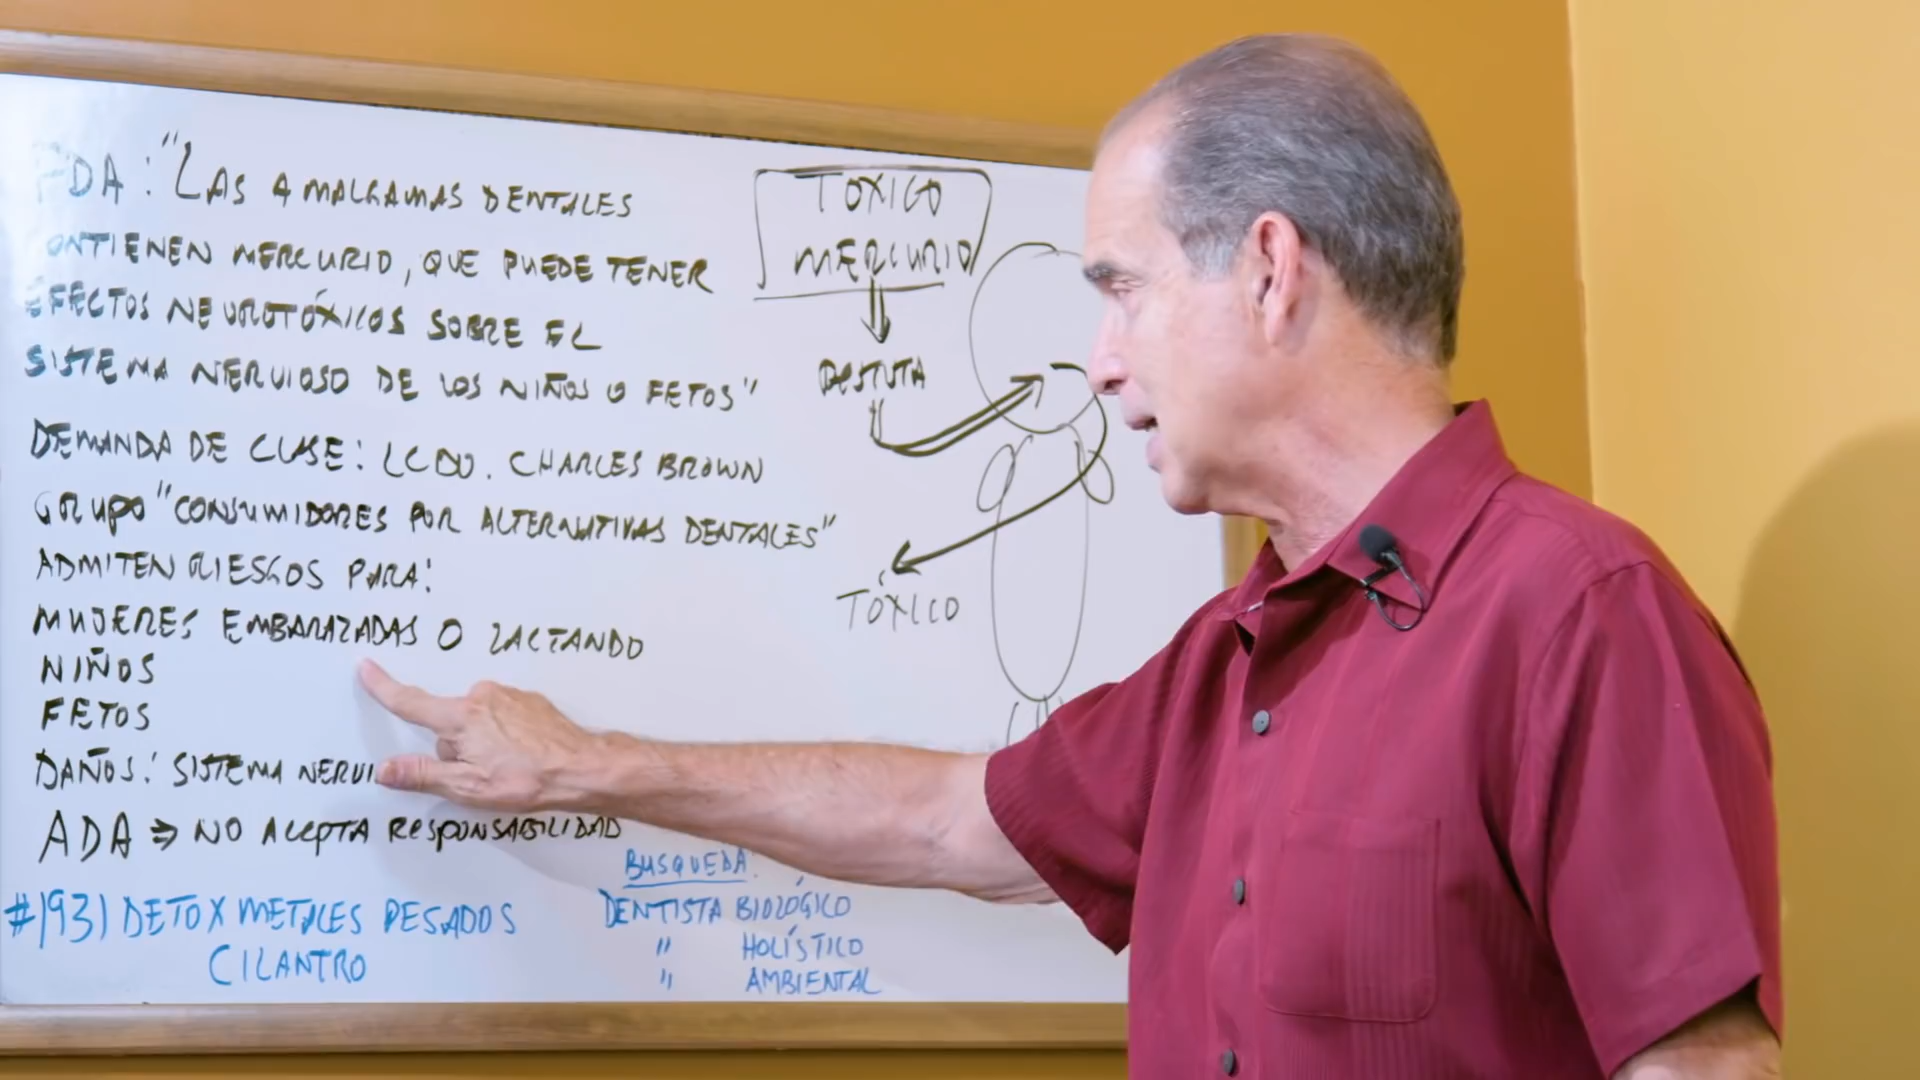 FDA: "LAS AMALGAMAS DENTALES
CONTIENEN MERCURIO, QUE PUEDE TENER
EFECTOS NEUROTÓXICOS SOBRE EL
SISTEMA NERVIOSO DE LOS NIÑOS O FETOS"
DEMANDA DE CLASE: LCDO. CHARLES BROWN
GRUPO "CONSUMIDORES POR ALTERNATIVAS DENTALES"
ADMITEN RIESGOS PARA:
MUJERES EMBARAZADAS O LACTANDO
NIÑOS
FETOS
DAÑOS: SISTEMA NERVI
ADA ⇒ NO ACEPTA RESPONSABILIDAD
#1931 DETOX METALES PESADOS
CILANTRO
TOXICO
MERCURIO
TÓXICO
BUSQUEDA:
DENTISTA BIOLÓGICO
" HOLÍSTICO
" AMBIENTAL